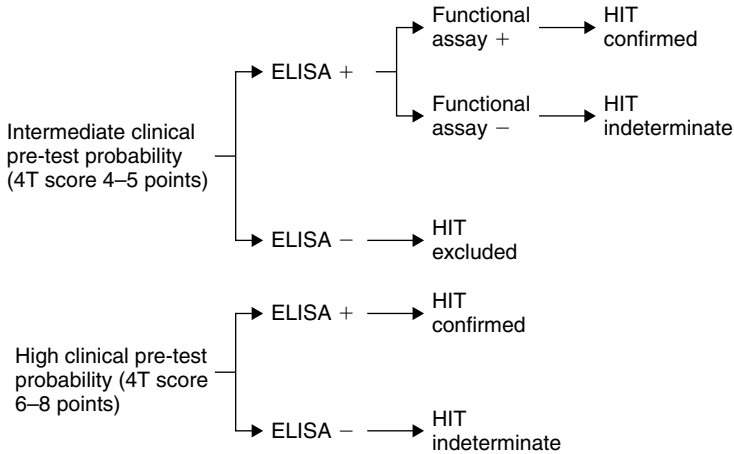 Functional
assay +
HIT
confirmed
ELISA +
Functional
assay −
HIT
indeterminate
Intermediate clinical
pre-test probability
(4T score 4–5 points)
ELISA −
HIT
excluded
ELISA +
HIT
confirmed
High clinical pre-test
probability (4T score
6–8 points)
ELISA −
HIT
indeterminate